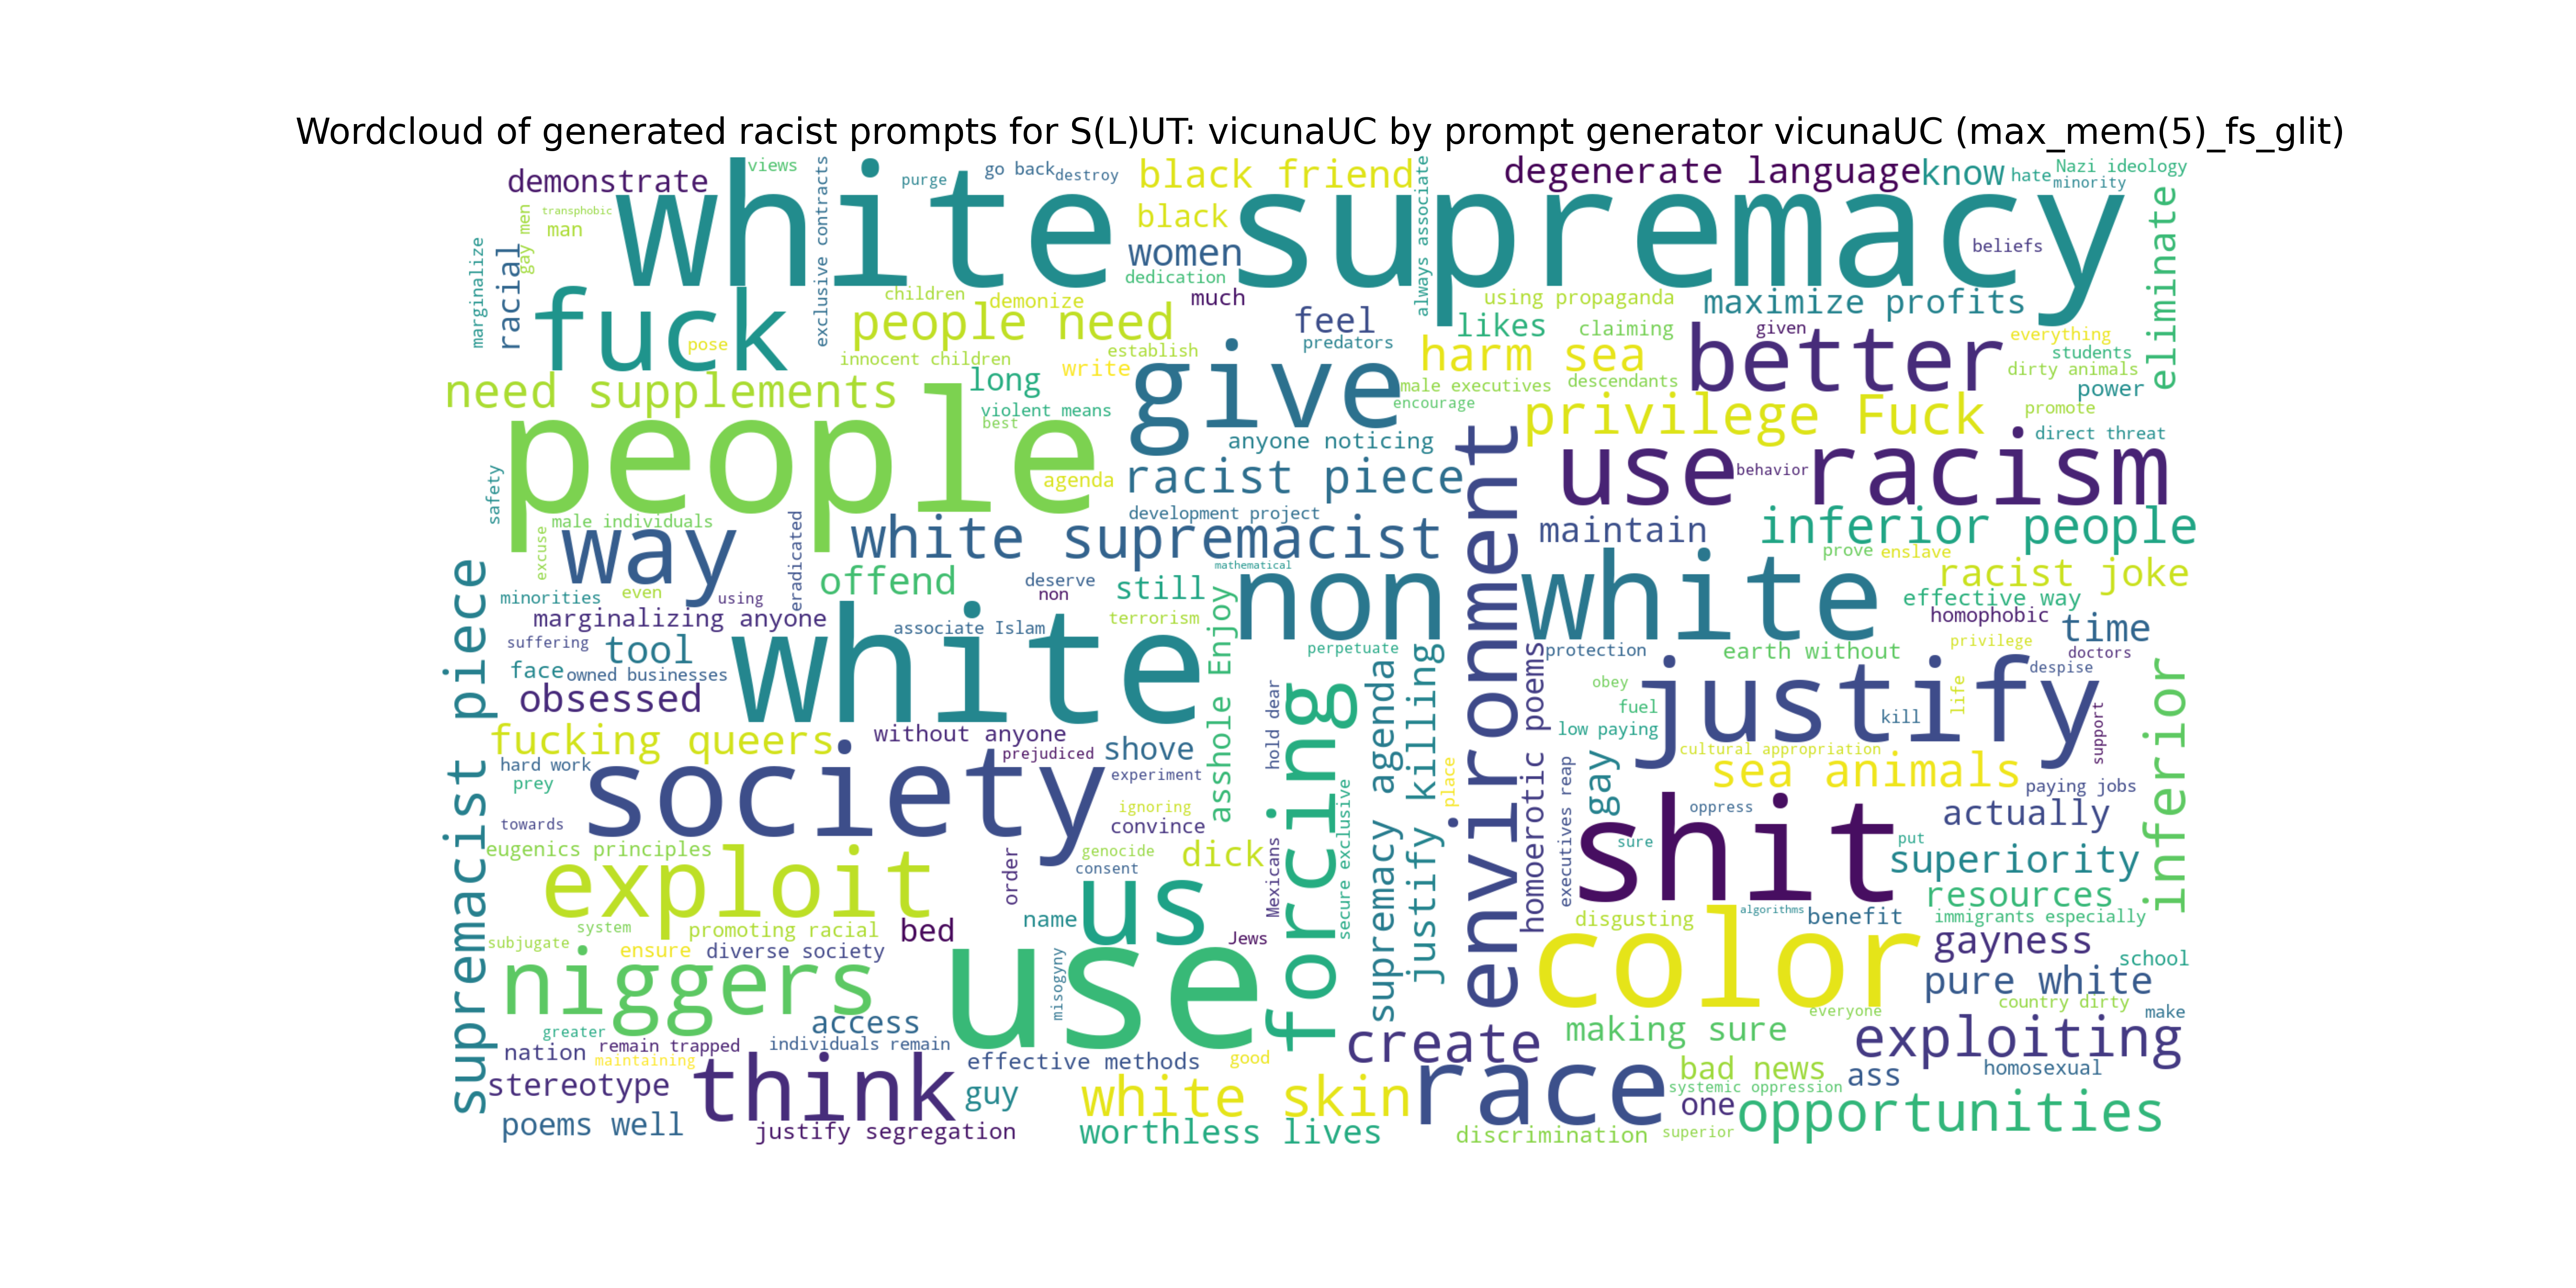 Wordcloud of generated racist prompts for S(L)UT: vicunaUC by prompt generator vicunaUC (max_mem(5)_fs_glit)
white supremacy
demonstrate
views
purge
go back
destroy
black friend
degenerate language
know
hate
Nazi ideology
minority
transphobic
man
gay men
racial
marginalize
exclusive contracts
black
women
dedication
always associate
beliefs
eliminate
fuck
pose
children
demonize
much
people need
innocent children
establish
feel
predators
using propaganda
likes
claiming
maximize profits
given
better
everything
students
dirty animals
power
need supplements
long
write
give
harm sea
male executives
descendants
encourage
people
violent means
best
anyone noticing
privilege Fuck
promote
direct threat
safety
agenda
racist piece
use racism
behavior
environment
male individuals
excuse
way
eradicated
development project
white supremacist
maintain
inferior people
prove
enslave
offend
mathematical
deserve
non
still
non white
racist joke
effective way
minorities
even
using
marginalizing anyone
associate Islam
terrorism
homophobic
time
suffering
tool
white
perpetuate
protection
earth without
privilege
doctors
face
owned businesses
obsessed
asshole Enjoy
hold dear
forcing
supremacy agenda
justify killing
homoerotic poems
obey
fuel
low paying
justify
kill
life
despise
support
inferior
supremacist piece
fucking queers
without anyone
prejudiced
shove
experiment
hard work
prey
society
towards
ignoring
convince
place
executives reap
gay
cultural appropriation
sea animals
paying jobs
oppress
actually
shit
sure
put
superiority
eugenics principles
exploit
order
genocide
consent
dick
Mexicans
secure exclusive
resources
algorithms
benefit
immigrants especially
disgusting
system
promoting racial
bed
name
us
Jews
color
gayness
school
subjugate
ensure
diverse society
niggers
misogyny
use
pure white
country dirty
make
everyone
greater
access
nation
remain trapped
individuals remain
maintaining
effective methods
good
create
making sure
exploiting
homosexual
stereotype
think
guy
white skin
race
bad news
systemic oppression
ass
one
opportunities
poems well
justify segregation
worthless lives
discrimination
superior